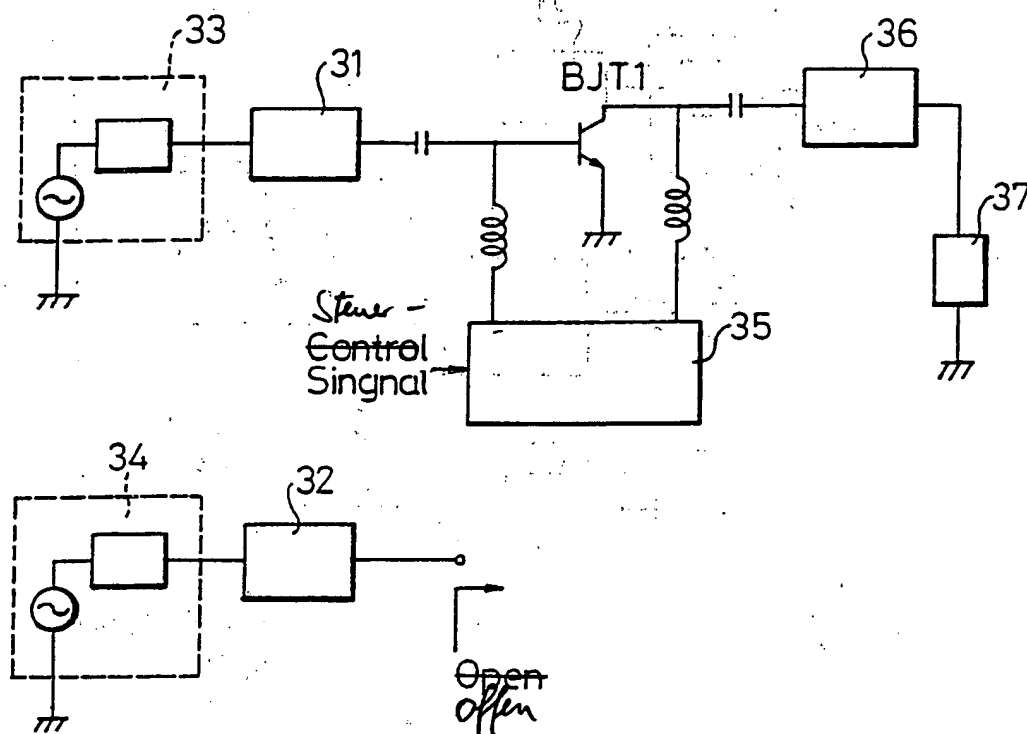 33
31
BJT1
36
37
Steuer -
Control
Singnal
35
34
32
Open
offen